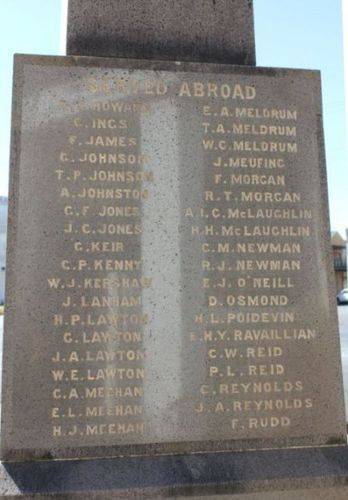 SERVED ABROAD
HOWARD
C. INGS
F. JAMES
G. JOHNSON
T. P. JOHNSON
A. JOHNSTON
G. F. JONES
J. C. JONES
G. KEIR
C. P. KENNY
W. J. KERSHAW
J. LANHAM
H. P. LAWTON
G. LAWTON
J. A. LAWTON
W. E. LAWTON
C. A. MEEHAN
E. L. MEEHAN
H. J. MEEHAN
E. A. MELDRUM
T. A. MELDRUM
W. C. MELDRUM
J. MEUFING
F. MORGAN
R. T. MORGAN
A. I. G. McLAUGHLIN
H. H. McLAUGHLIN
C. M. NEWMAN
R. J. NEWMAN
E. J. O'NEILL
D. OSMOND
H. L. POIDEVIN
E. H. Y. RAVAILLIAN
C. W. REID
P. L. REID
C. REYNOLDS
J. A. REYNOLDS
F. RUDD